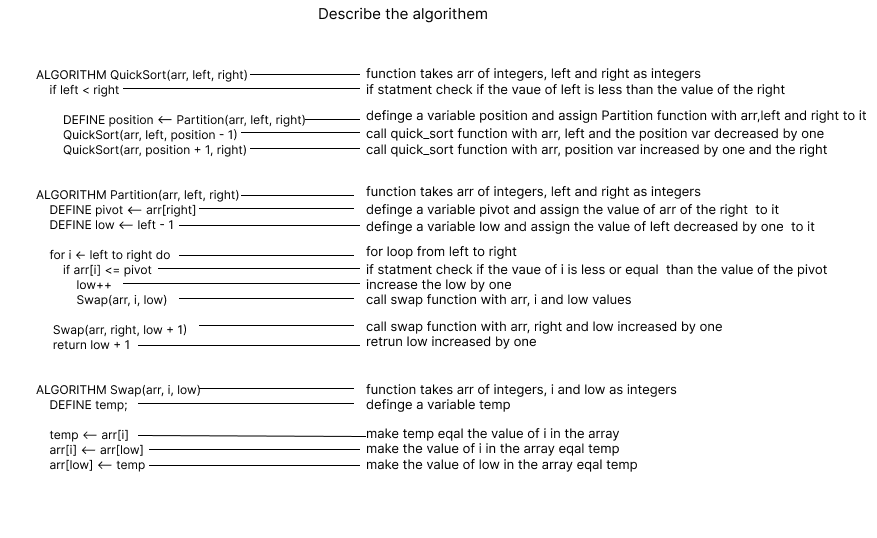 Describe the algorithem
ALGORITHM QuickSort(arr, left, right) function takes arr of integers, left and right as integers
if left < right if statment check if the vaue of left is less than the value of the right
DEFINE position ← Partition(arr, left, right) definge a variable position and assign Partition function with arr,left and right to it
QuickSort(arr, left, position - 1) call quick_sort function with arr, left and the position var decreased by one
QuickSort(arr, position + 1, right) call quick_sort function with arr, position var increased by one and the right
ALGORITHM Partition(arr, left, right) function takes arr of integers, left and right as integers
DEFINE pivot ← arr[right] definge a variable pivot and assign the value of arr of the right to it
DEFINE low ← left - 1 definge a variable low and assign the value of left decreased by one to it
for i ← left to right do for loop from left to right
if arr[i] <= pivot if statment check if the vaue of i is less or equal than the value of the pivot
low++ increase the low by one
Swap(arr, i, low) call swap function with arr, i and low values
Swap(arr, right, low + 1) call swap function with arr, right and low increased by one
return low + 1 retrun low increased by one
ALGORITHM Swap(arr, i, low) function takes arr of integers, i and low as integers
DEFINE temp; definge a variable temp
temp ← arr[i] make temp eqal the value of i in the array
arr[i] ← arr[low] make the value of i in the array eqal temp
arr[low] ← temp make the value of low in the array eqal temp